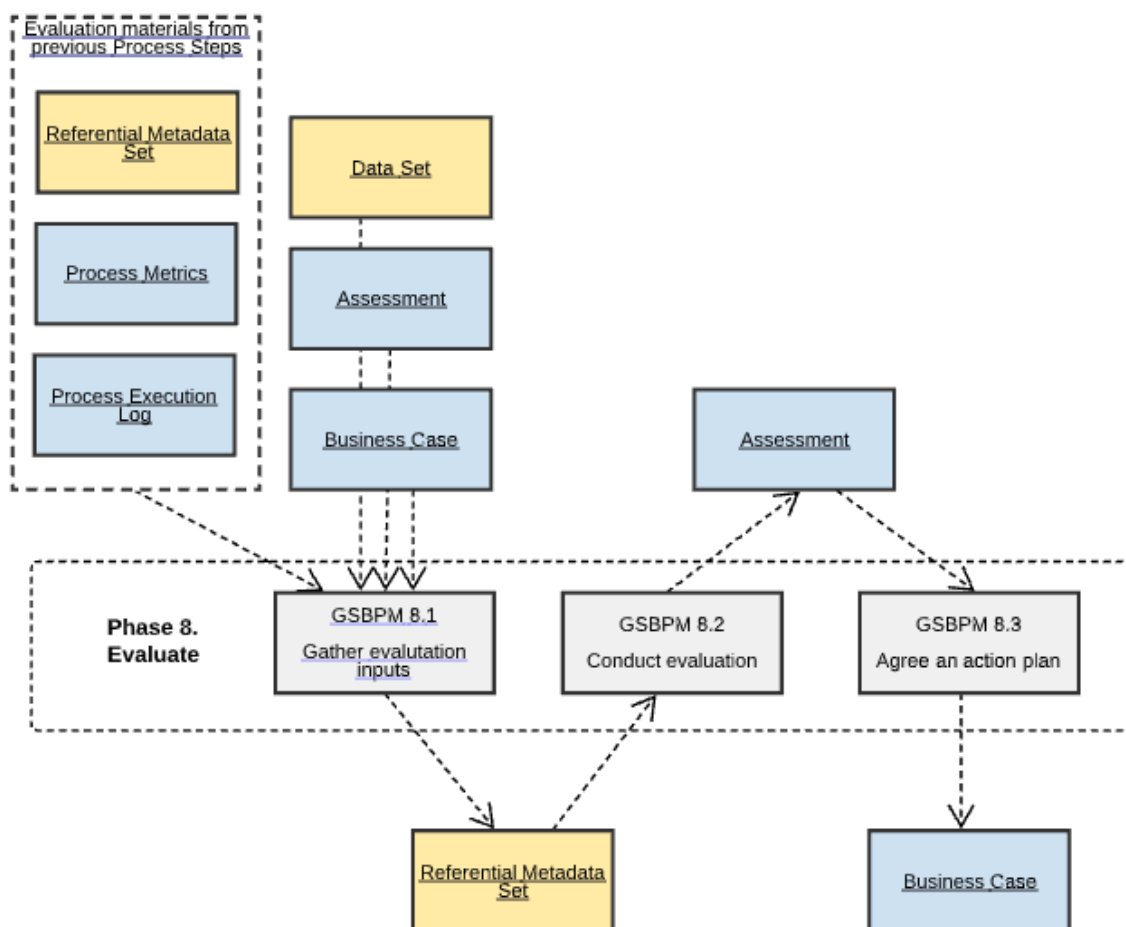 Evaluation materials from
previous Process Steps
Referential Metadata
Set
Data Set
Process Metrics
Assessment
Process Execution
Log
Business Case
Assessment
Phase 8.
Evaluate
GSBPM 8.1
Gather evalutation
inputs
GSBPM 8.2
Conduct evaluation
GSBPM 8.3
Agree an action plan
Referential Metadata
Set
Business Case